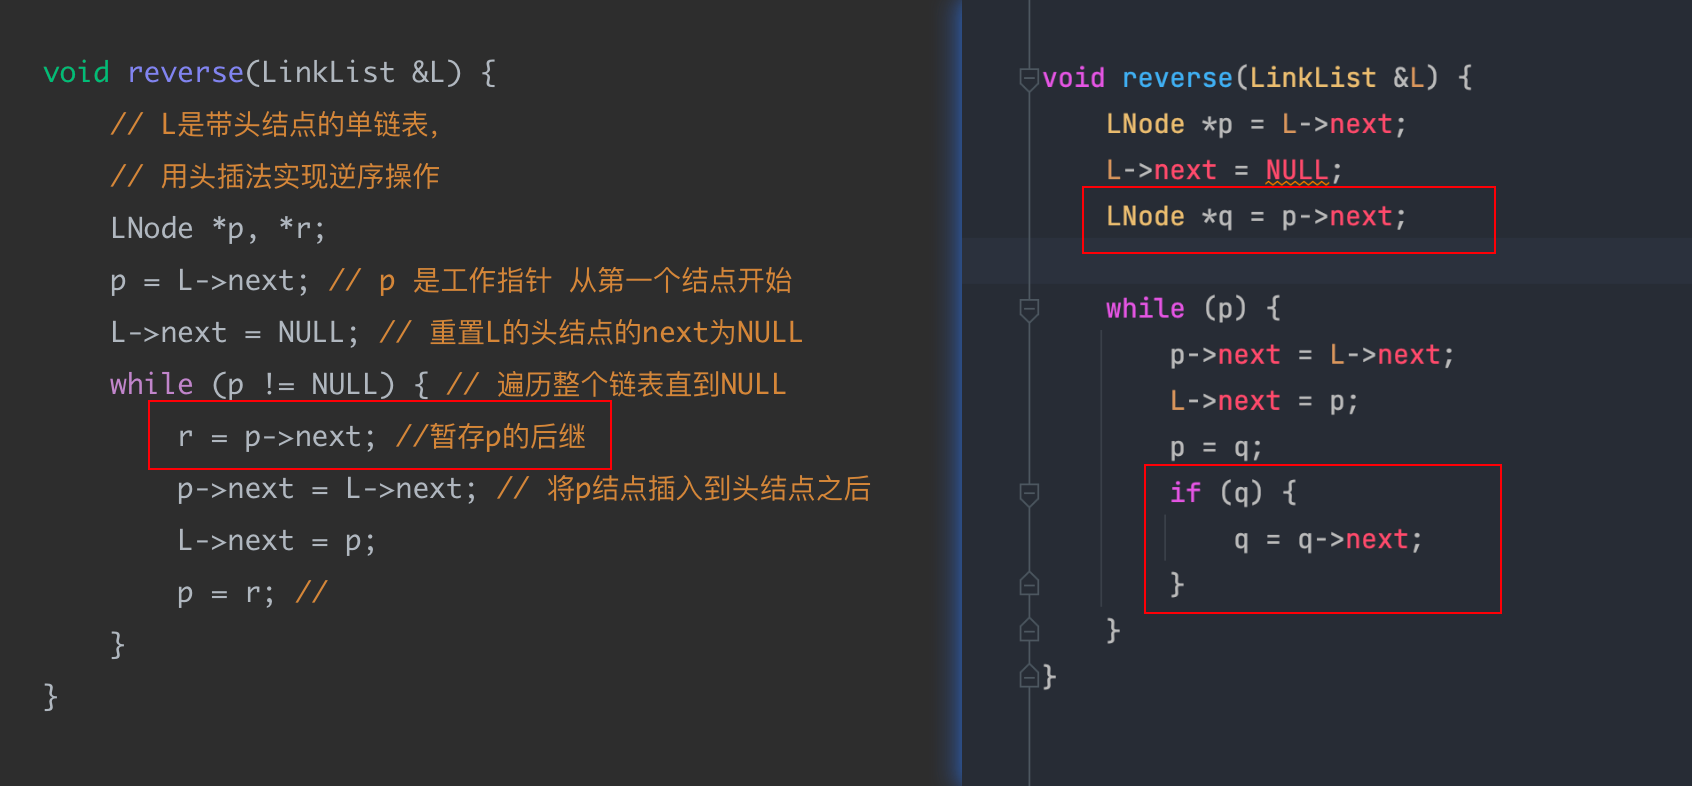 void reverse(LinkList &L) {
// L是带头结点的单链表,
// 用头插法实现逆序操作
LNode *p, *r;
p = L->next; // p 是工作指针 从第一个结点开始
L->next = NULL; // 重置L的头结点的next为NULL
while (p != NULL) { // 遍历整个链表直到NULL
r = p->next; //暂存p的后继
p->next = L->next; // 将p结点插入到头结点之后
L->next = p;
p = r; //
}
}
void reverse(LinkList &L) {
LNode *p = L->next;
L->next = NULL;
LNode *q = p->next;
while (p) {
p->next = L->next;
L->next = p;
p = q;
if (q) {
q = q->next;
}
}
}